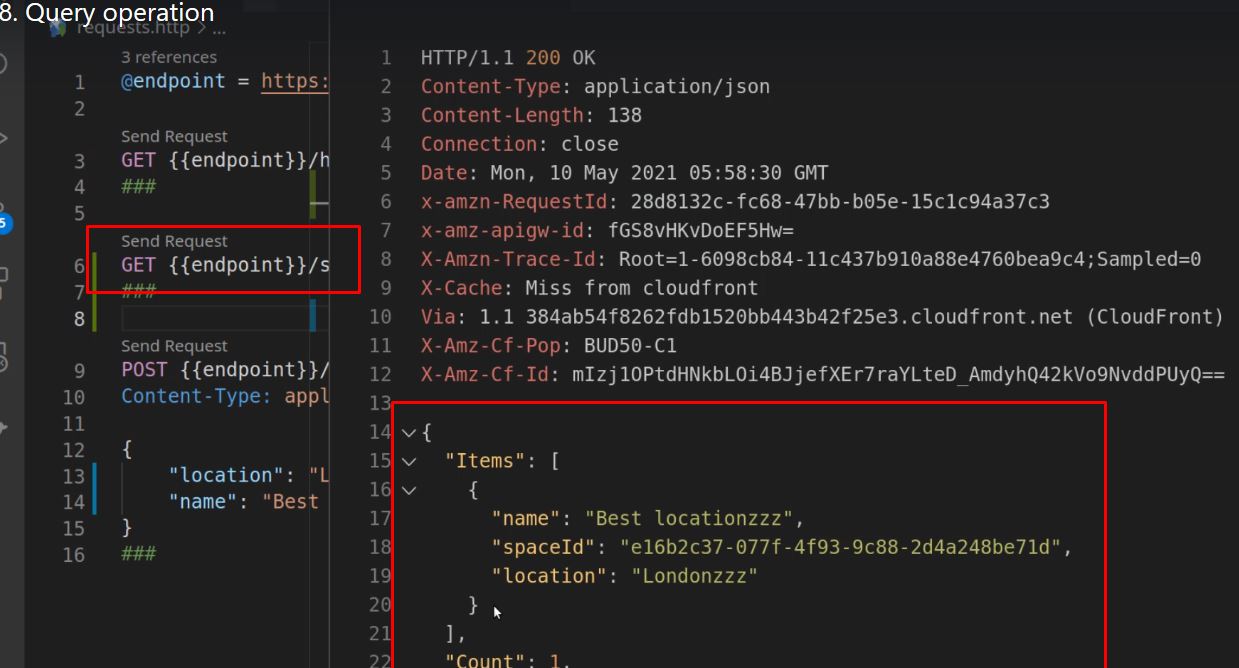 8. Query operation
requests.http > ...
3 references
1 @endpoint = https:
2
Send Request
3 GET {{endpoint}}/h
4 ###
5
Send Request
6 GET {{endpoint}}/s
7 ###
8
Send Request
9 POST {{endpoint}}/
10 Content-Type: appl
11
12 {
13 "location": "L
14 "name": "Best
15 }
16 ###
5
1 HTTP/1.1 200 OK
2 Content-Type: application/json
3 Content-Length: 138
4 Connection: close
5 Date: Mon, 10 May 2021 05:58:30 GMT
6 x-amzn-RequestId: 28d8132c-fc68-47bb-b05e-15c1c94a37c3
7 x-amz-apigw-id: fGS8vHKvDoEF5Hw=
8 X-Amzn-Trace-Id: Root=1-6098cb84-11c437b910a88e4760bea9c4;Sampled=0
9 X-Cache: Miss from cloudfront
10 Via: 1.1 384ab54f8262fdb1520bb443b42f25e3.cloudfront.net (CloudFront)
11 X-Amz-Cf-Pop: BUD50-C1
12 X-Amz-Cf-Id: mIzj1OPtdHNkbLOi4BJjefXEr7raYLteD_AmdyhQ42kVo9NvddPUyQ==
13
14 {
15 "Items": [
16 {
17 "name": "Best locationzzz",
18 "spaceId": "e16b2c37-077f-4f93-9c88-2d4a248be71d",
19 "location": "Londonzzz"
20 }
21 ],
22 "Count": 1,